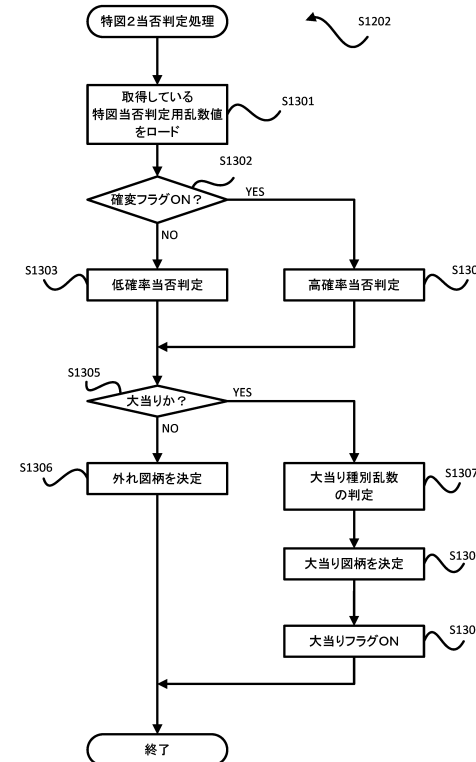 特図2当否判定処理
S1202
取得している
特図当否判定用乱数値
をロード
S1301
S1302
確変フラグON?
YES
NO
S1303
低確率当否判定
高確率当否判定
S130
S1305
大当りか?
YES
NO
S1306
外れ図柄を決定
大当り種別乱数
の判定
S1307
大当り図柄を決定
S130
大当りフラグON
S130
終了